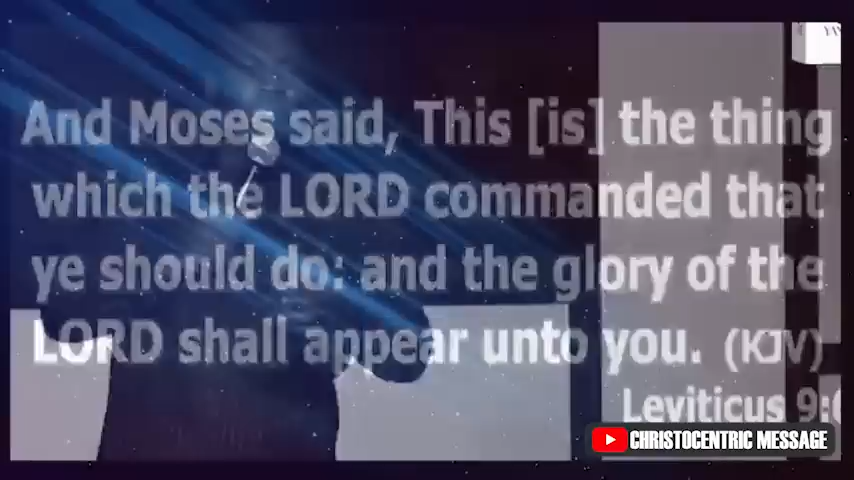 And Moses said, This [is] the thing
which the LORD commanded that
ye should do: and the glory of the
LORD shall appear unto you. (KJV)
Leviticus 9:
CHRISTOCENTRIC MESSAGE